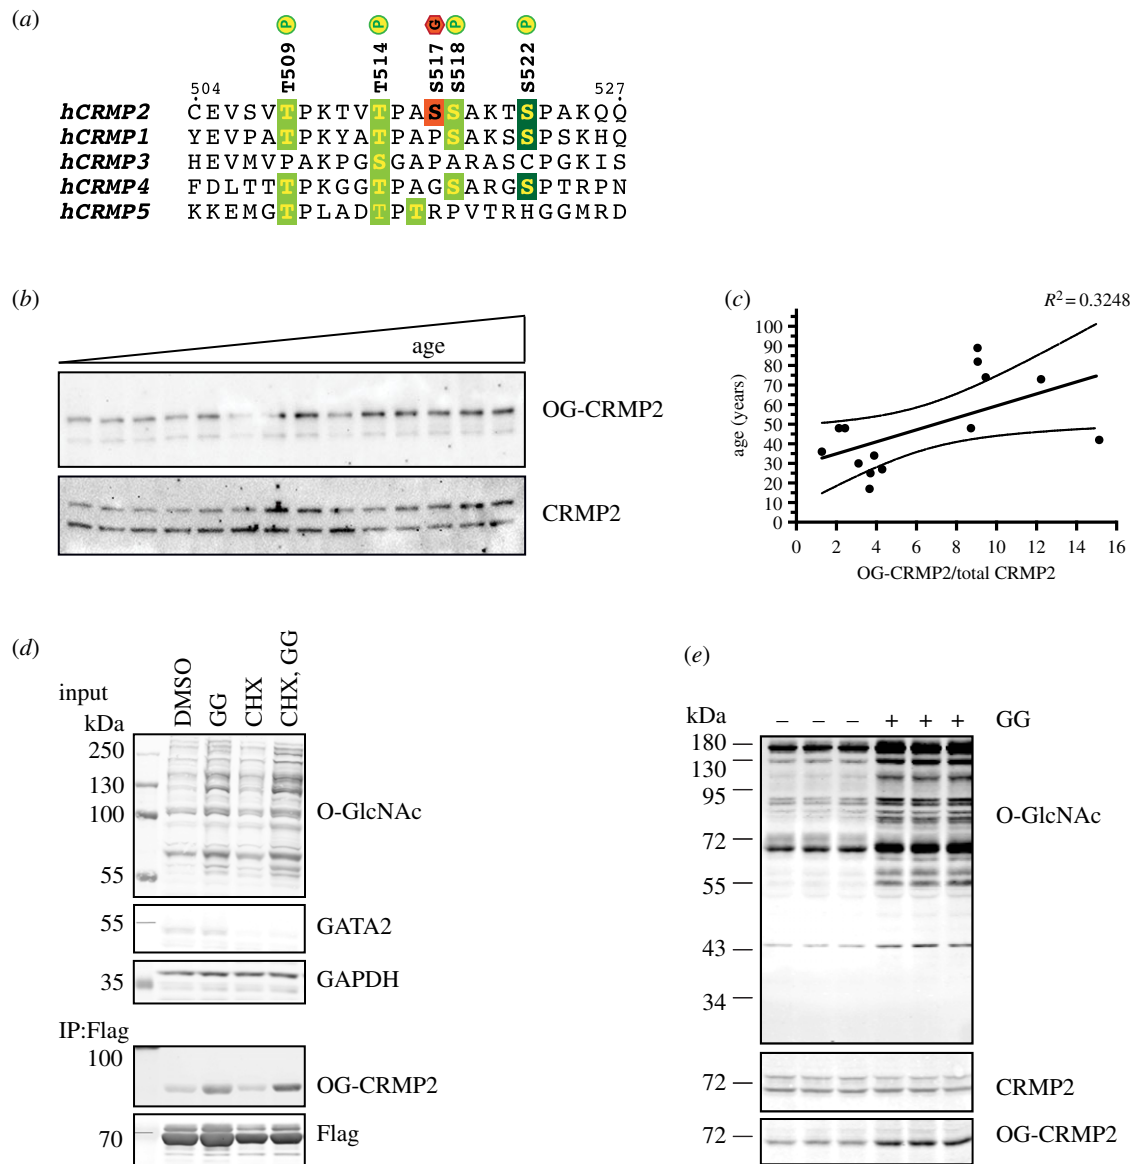 (a)
P P G P P
T509 T514 S517 S518 S522
504 527
hCRMP2 CEVSVTPKTVTPASSAKTSPAKQQ
hCRMP1 YEVPATPKYATPAPSAKSSPSKHQ
hCRMP3 HEVMVPAKPGSGAPARASCPGKIS
hCRMP4 FDLTTTPKGGTPAGSARGSPTRPN
hCRMP5 KKEMGTPLADTPTRPVTRHGGMRD
(b)
age
OG-CRMP2
CRMP2
(c)
R² = 0.3248
age (years)
100
90
80
70
60
50
40
30
20
10
0
0 2 4 6 8 10 12 14 16
OG-CRMP2/total CRMP2
(d)
input
kDa
DMSO GG CHX CHX, GG
250
130
100
55
O-GlcNAc
55
GATA2
35
GAPDH
IP:Flag
100
OG-CRMP2
70
Flag
(e)
kDa – – – + + + GG
180
130
95
72
55
43
34
O-GlcNAc
72
CRMP2
72
OG-CRMP2